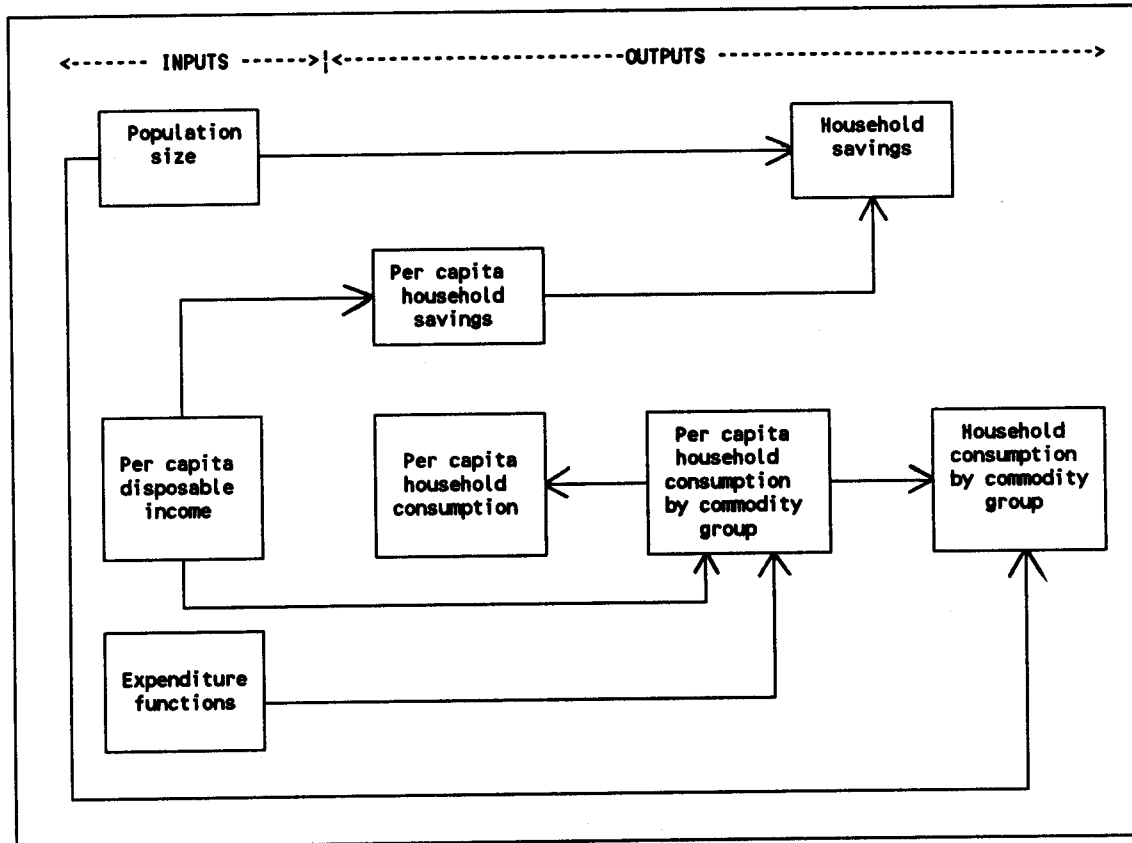 <------- INPUTS ------>¦<-----------------------OUTPUTS ------------------------------>
Population
size
Household
savings
Per capita
household
savings
Per capita
disposable
income
Per capita
household
consumption
Per capita
household
consumption
by commodity
group
Household
consumption
by commodity
group
Expenditure
functions